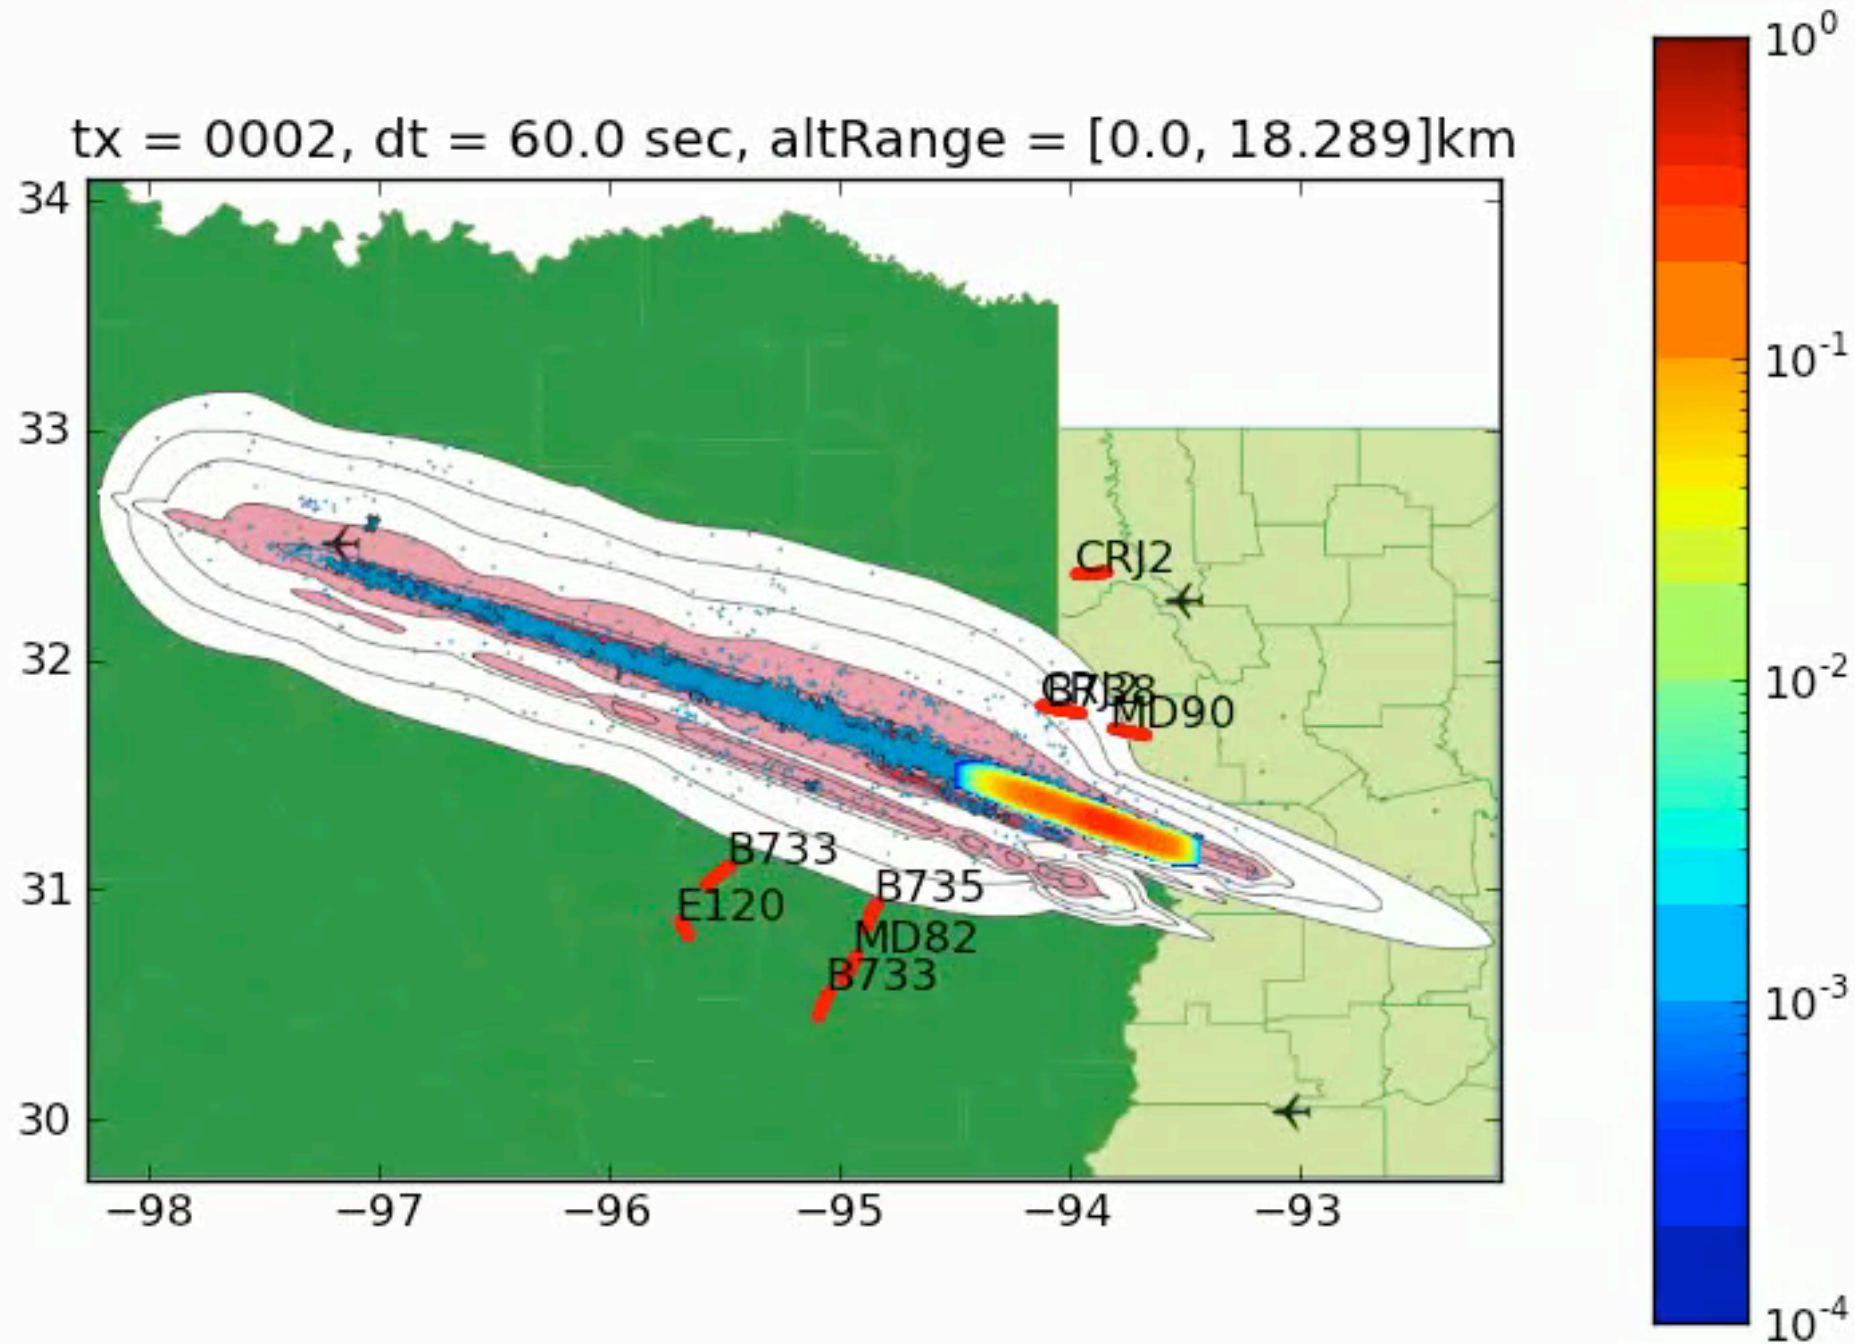 tx = 0002, dt = 60.0 sec, altRange = [0.0, 18.289]km
34
33
32
31
30
−98
−97
−96
−95
−94
−93
CRJ2
CRJ2
B738
MD90
B733
B735
E120
MD82
B733
10^0
10^-1
10^-2
10^-3
10^-4